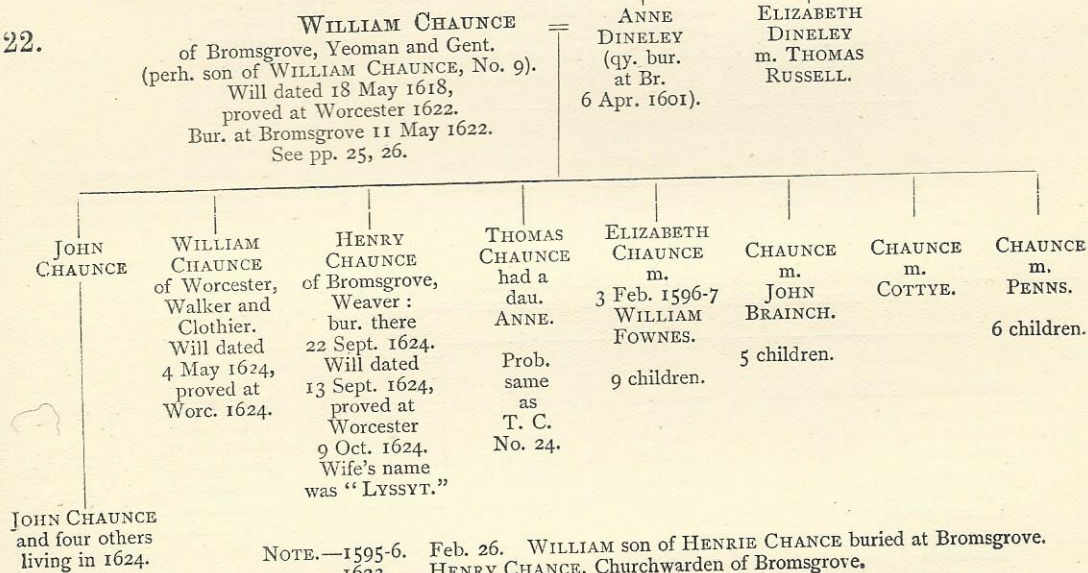 22.
WILLIAM CHAUNCE
of Bromsgrove, Yeoman and Gent.
(perh. son of WILLIAM CHAUNCE, No. 9).
Will dated 18 May 1618,
proved at Worcester 1622.
Bur. at Bromsgrove 11 May 1622.
See pp. 25, 26.
=
ANNE
DINELEY
(qy. bur.
at Br.
6 Apr. 1601).
ELIZABETH
DINELEY
m. THOMAS
RUSSELL.
JOHN
CHAUNCE
WILLIAM
CHAUNCE
of Worcester,
Walker and
Clothier.
Will dated
4 May 1624,
proved at
Worc. 1624.
HENRY
CHAUNCE
of Bromsgrove,
Weaver :
bur. there
22 Sept. 1624.
Will dated
13 Sept. 1624,
proved at
Worcester
9 Oct. 1624.
Wife's name
was “ LYSSYT.”
THOMAS
CHAUNCE
had a
dau.
ANNE.
Prob.
same
as
T. C.
No. 24.
ELIZABETH
CHAUNCE
m.
3 Feb. 1596-7
WILLIAM
FOWNES.
9 children.
CHAUNCE
m.
JOHN
BRAINCH.
5 children.
CHAUNCE
m.
COTTYE.
CHAUNCE
m.
PENNS.
6 children.
JOHN CHAUNCE
and four others
living in 1624.
NOTE.—1595-6. Feb. 26. WILLIAM son of HENRIE CHANCE buried at Bromsgrove.
HENRY CHANCE, Churchwarden of Bromsgrove.